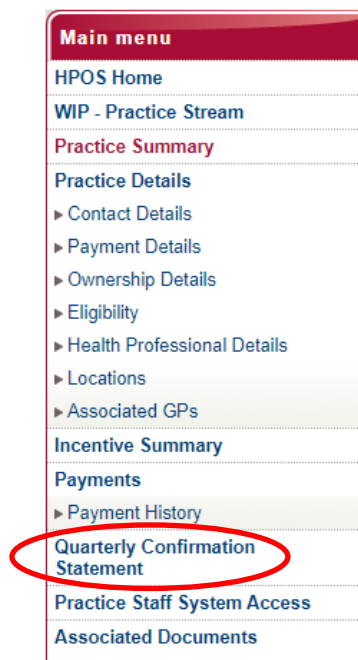 Main menu
HPOS Home
WIP - Practice Stream
Practice Summary
Practice Details
Contact Details
Payment Details
Ownership Details
Eligibility
Health Professional Details
Locations
Associated GPs
Incentive Summary
Payments
Payment History
Quarterly Confirmation
Statement
Practice Staff System Access
Associated Documents